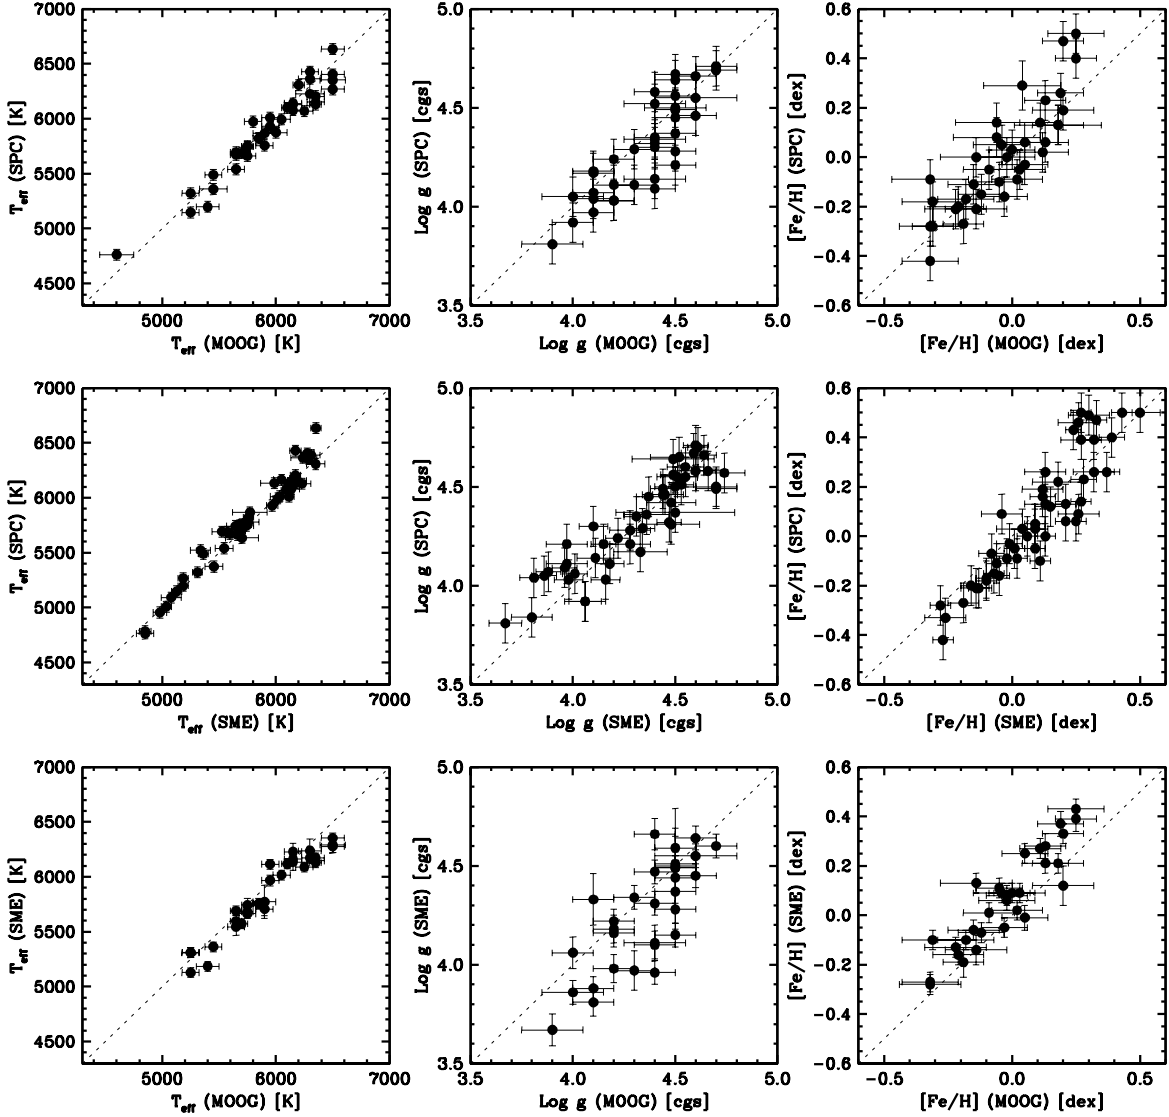 7000
6500
6000
5500
5000
4500
T_eff (SPC) [K]
5000 6000 7000
T_eff (MOOG) [K]
5.0
4.5
4.0
3.5
Log g (SPC) [cgs]
3.5 4.0 4.5 5.0
Log g (MOOG) [cgs]
0.6
0.4
0.2
0.0
−0.2
−0.4
−0.6
[Fe/H] (SPC) [dex]
−0.5 0.0 0.5
[Fe/H] (MOOG) [dex]
7000
6500
6000
5500
5000
4500
T_eff (SPC) [K]
5000 6000 7000
T_eff (SME) [K]
5.0
4.5
4.0
3.5
Log g (SPC) [cgs]
3.5 4.0 4.5 5.0
Log g (SME) [cgs]
0.6
0.4
0.2
0.0
−0.2
−0.4
−0.6
[Fe/H] (SPC) [dex]
−0.5 0.0 0.5
[Fe/H] (SME) [dex]
7000
6500
6000
5500
5000
4500
T_eff (SME) [K]
5000 6000 7000
T_eff (MOOG) [K]
5.0
4.5
4.0
3.5
Log g (SME) [cgs]
3.5 4.0 4.5 5.0
Log g (MOOG) [cgs]
0.6
0.4
0.2
0.0
−0.2
−0.4
−0.6
[Fe/H] (SME) [dex]
−0.5 0.0 0.5
[Fe/H] (MOOG) [dex]